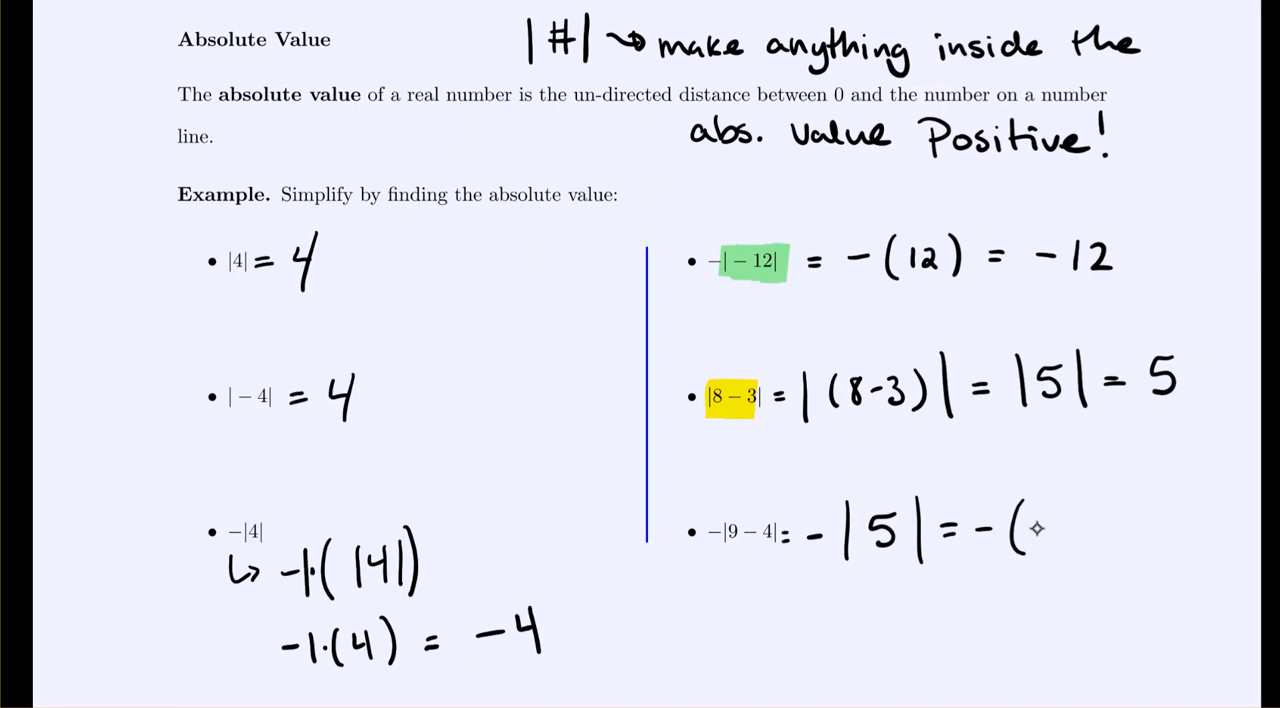 Absolute Value
|#| → make anything inside the
The absolute value of a real number is the un-directed distance between 0 and the number on a number
line.
abs. value Positive!
Example. Simplify by finding the absolute value:
• |4| = 4
• −|−12| = −(12) = −12
• |−4| = 4
• |8 − 3| = |(8-3)| = |5| = 5
• −|4|
↳ -1·(|4|)
-1·(4) = -4
• −|9 − 4| = -|5| = -(